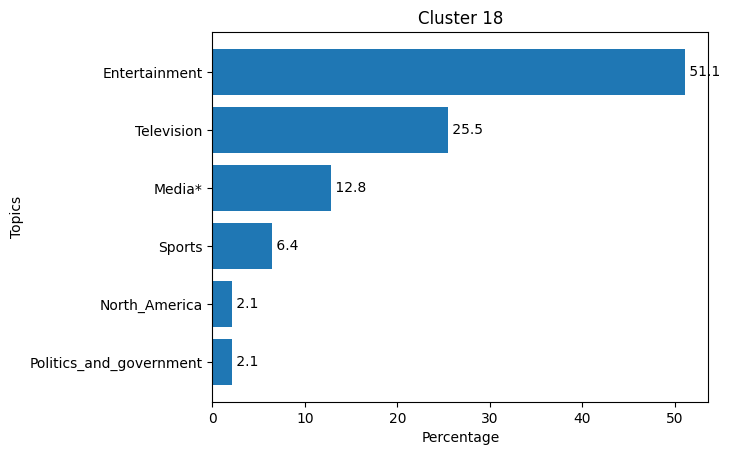 Cluster 18
Entertainment 51.1
Television 25.5
Media* 12.8
Sports 6.4
North_America 2.1
Politics_and_government 2.1
Topics
0 10 20 30 40 50
Percentage